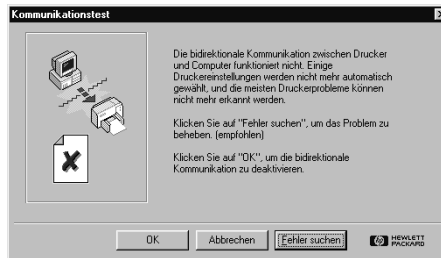 Kommunikationstest
Die bidirektionale Kommunikation zwischen Drucker
und Computer funktioniert nicht. Einige
Druckereinstellungen werden nicht mehr automatisch
gewählt, und die meisten Druckerprobleme können
nicht mehr erkannt werden.
Klicken Sie auf "Fehler suchen", um das Problem zu
beheben. (empfohlen)
Klicken Sie auf "OK", um die bidirektionale
Kommunikation zu deaktivieren.
OK
Abbrechen
Fehler suchen
hp
HEWLETT
PACKARD